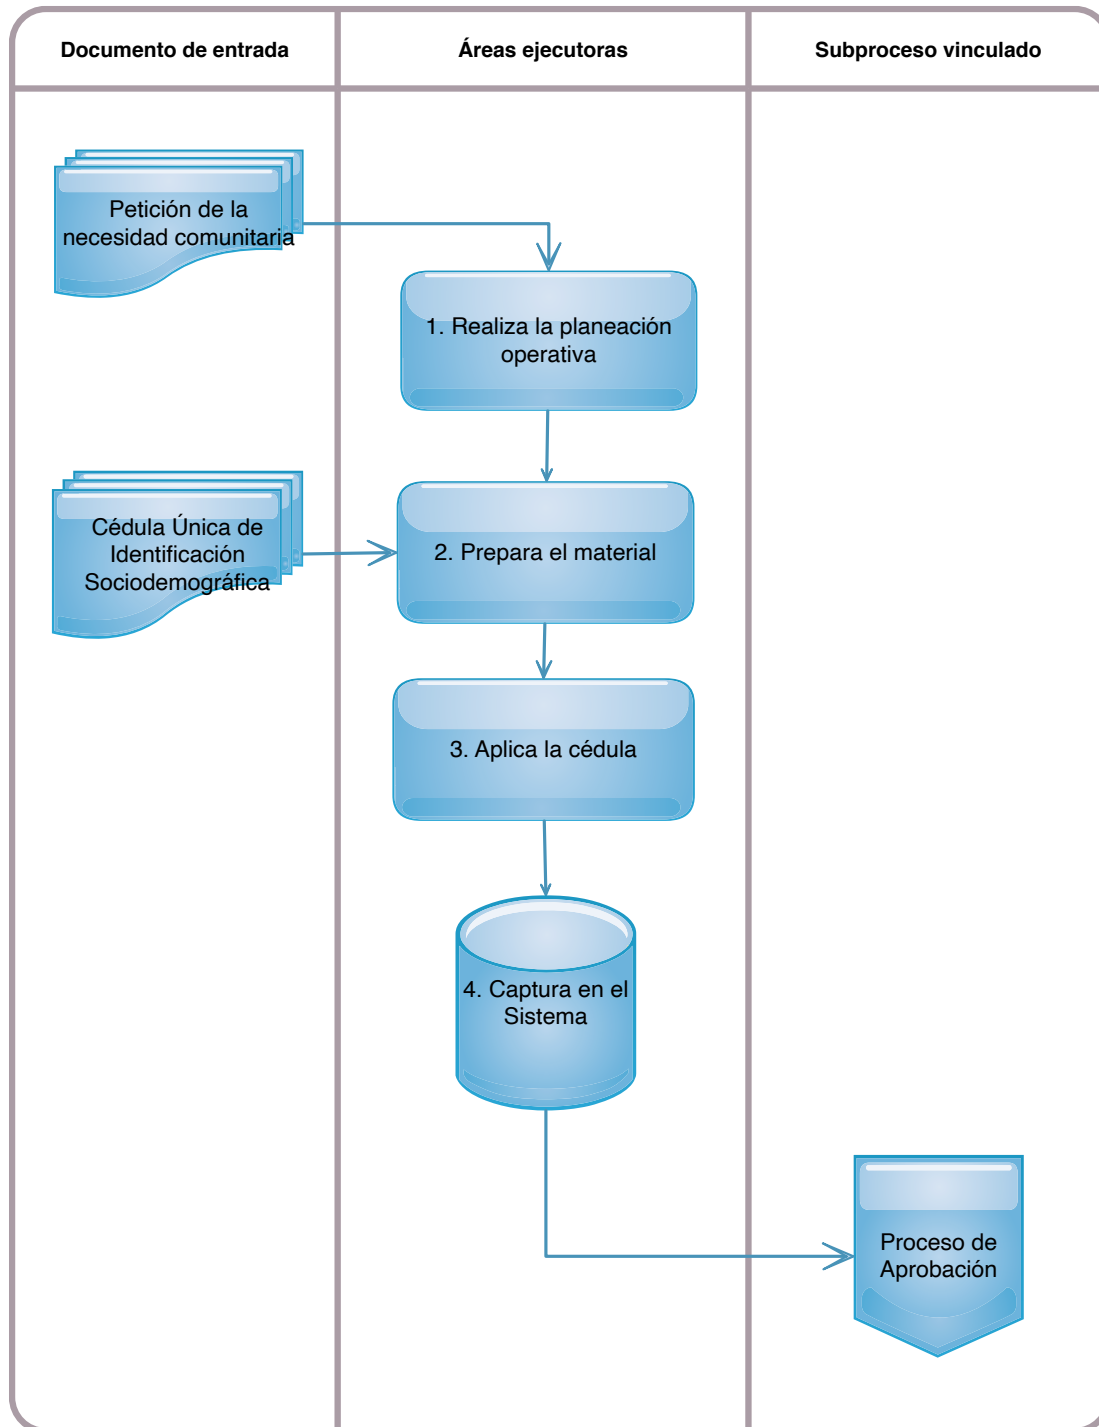 Documento de entrada
Áreas ejecutoras
Subproceso vinculado
Petición de la
necesidad comunitaria
1. Realiza la planeación
operativa
Cédula Única de
Identificación
Sociodemográfica
2. Prepara el material
3. Aplica la cédula
4. Captura en el
Sistema
Proceso de
Aprobación